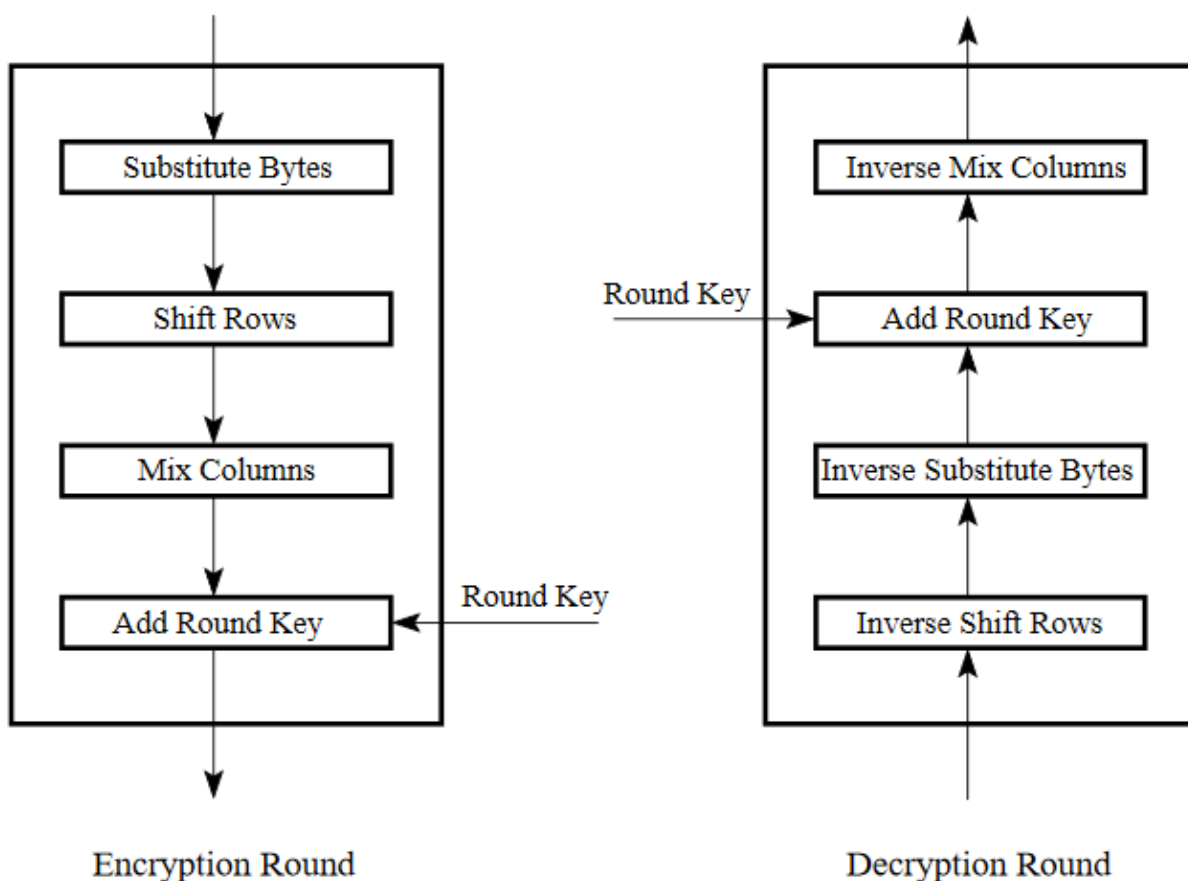 Substitute Bytes
Shift Rows
Mix Columns
Add Round Key
Round Key
Encryption Round
Inverse Mix Columns
Round Key
Add Round Key
Inverse Substitute Bytes
Inverse Shift Rows
Decryption Round